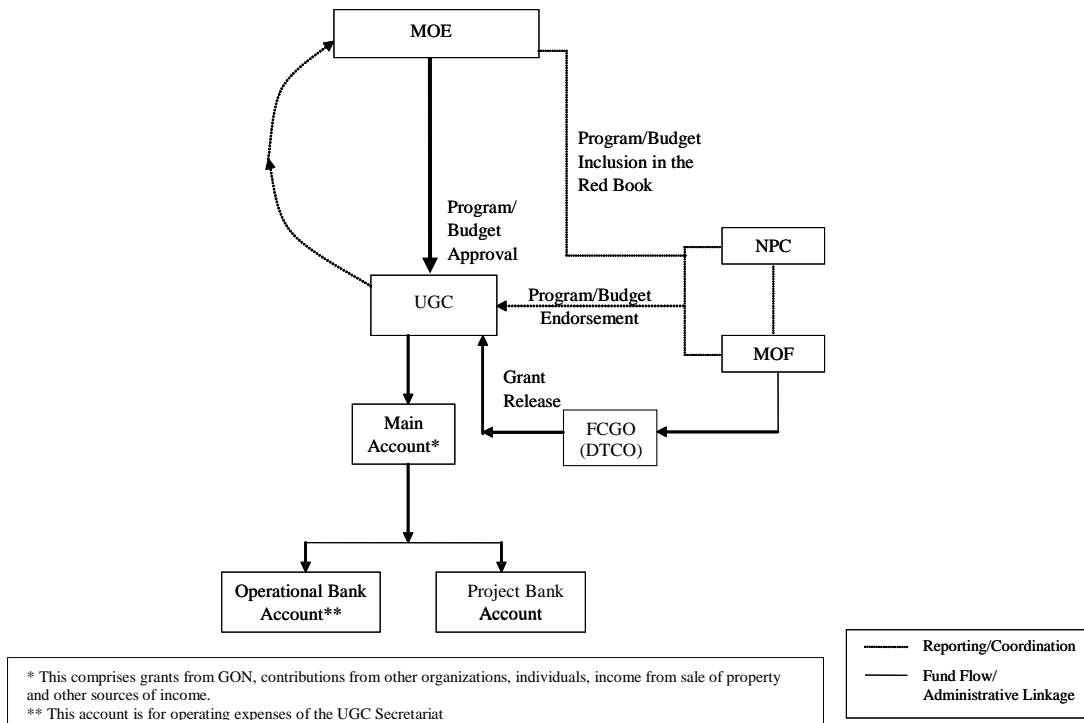 MOE
Program/Budget
Inclusion in the
Red Book
Program/
Budget
Approval
NPC
UGC
Program/Budget
Endorsement
MOF
Grant
Release
Main
Account*
FCGO
(DTCO)
Operational Bank
Account**
Project Bank
Account
Reporting/Coordination
Fund Flow/
Administrative Linkage
* This comprises grants from GON, contributions from other organizations, individuals, income from sale of property
and other sources of income.
** This account is for operating expenses of the UGC Secretariat